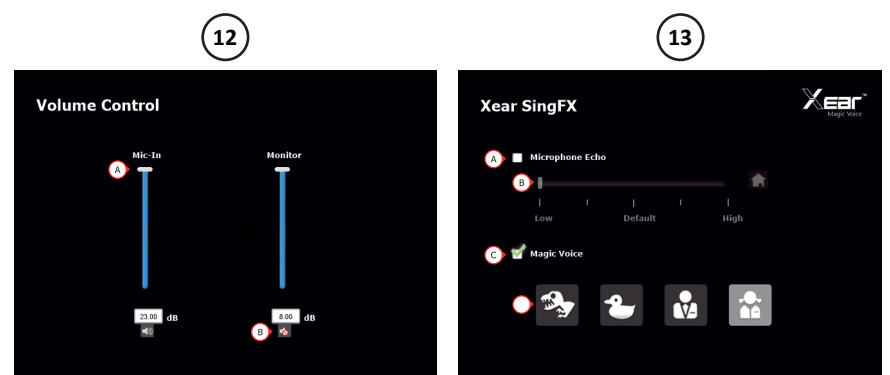 12
13
Volume Control
Mic-In
Monitor
A
23.00 dB
8.00 dB
B
Xear SingFX
Xear™
Magic Voice
A Microphone Echo
B
Low Default High
C Magic Voice